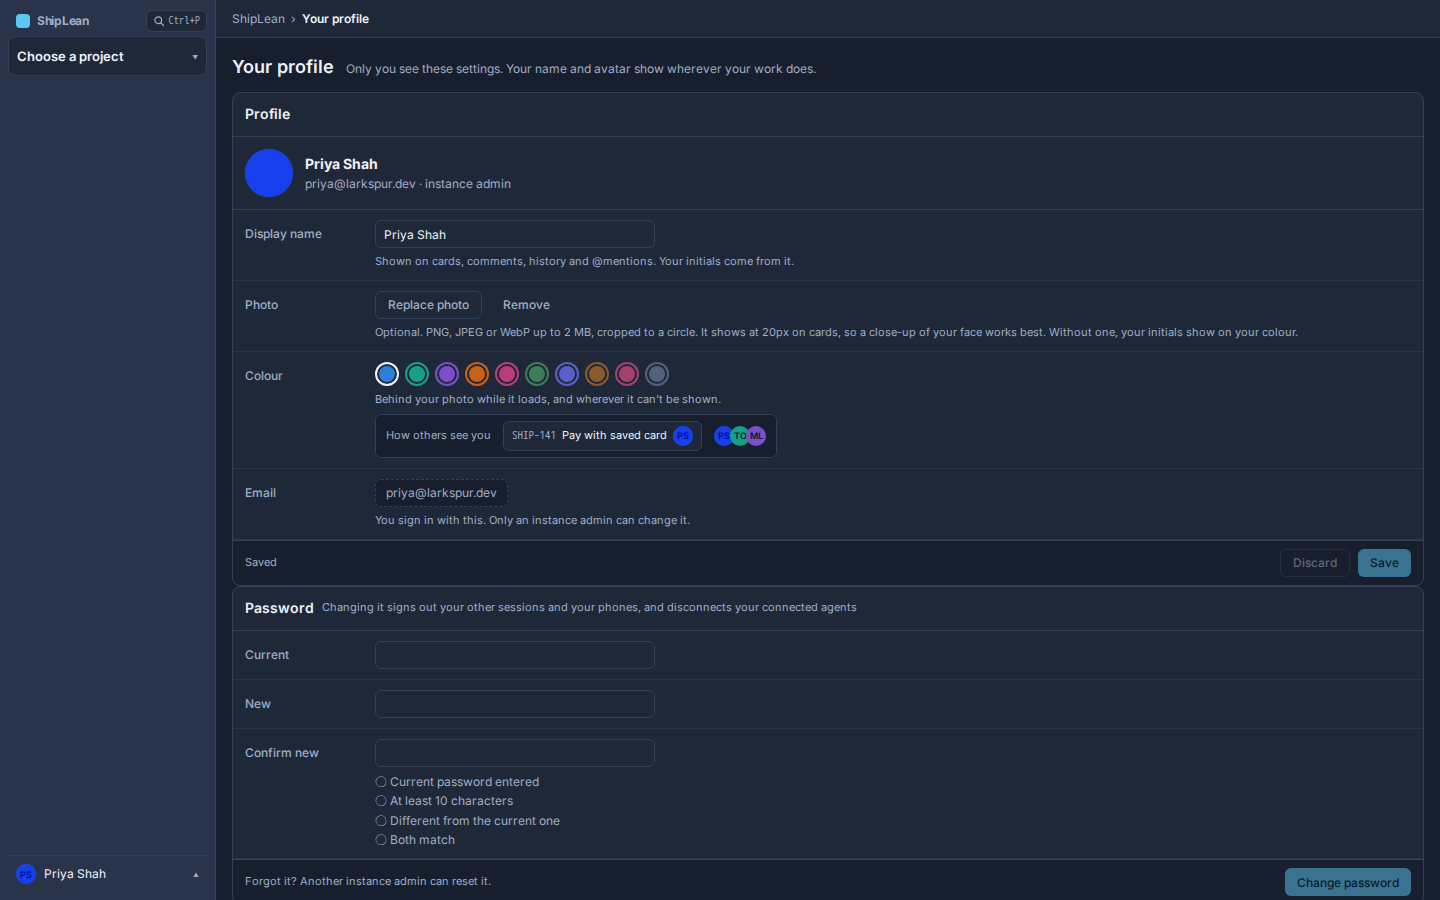 ShipLean
Ctrl+P
Choose a project
ShipLean › Your profile
Your profile
Only you see these settings. Your name and avatar show wherever your work does.
Profile
Priya Shah
priya@larkspur.dev · instance admin
Display name
Priya Shah
Shown on cards, comments, history and @mentions. Your initials come from it.
Photo
Replace photo
Remove
Optional. PNG, JPEG or WebP up to 2 MB, cropped to a circle. It shows at 20px on cards, so a close-up of your face works best. Without one, your initials show on your colour.
Colour
Behind your photo while it loads, and wherever it can't be shown.
How others see you
SHIP-141 Pay with saved card PS
PS TO ML
Email
priya@larkspur.dev
You sign in with this. Only an instance admin can change it.
Saved
Discard
Save
Password
Changing it signs out your other sessions and your phones, and disconnects your connected agents
Current
New
Confirm new
Current password entered
At least 10 characters
Different from the current one
Both match
Forgot it? Another instance admin can reset it.
Change password
PS Priya Shah